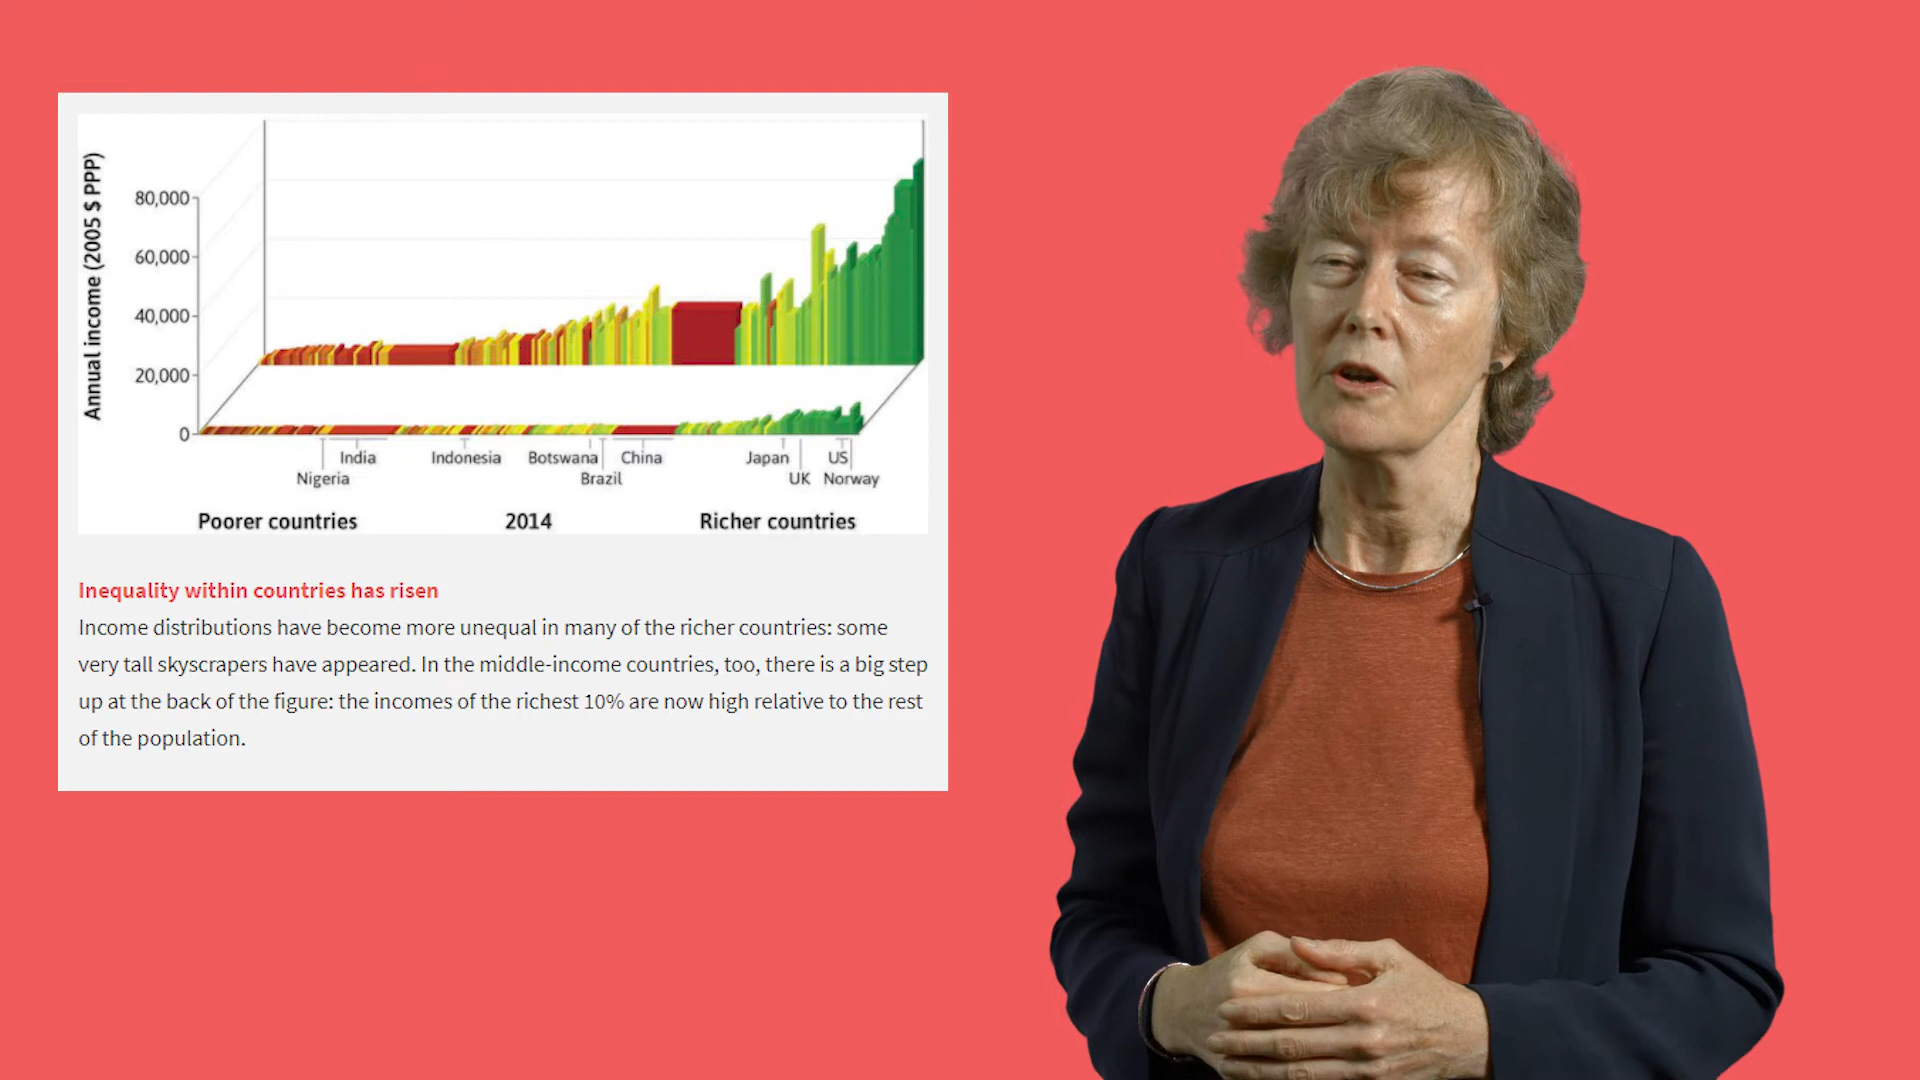 Annual income (2005 $ PPP)
80,000
60,000
40,000
20,000
0
India
Indonesia
Botswana
China
Japan
US
Nigeria
Brazil
UK
Norway
Poorer countries
2014
Richer countries
Inequality within countries has risen
Income distributions have become more unequal in many of the richer countries: some
very tall skyscrapers have appeared. In the middle-income countries, too, there is a big step
up at the back of the figure: the incomes of the richest 10% are now high relative to the rest
of the population.